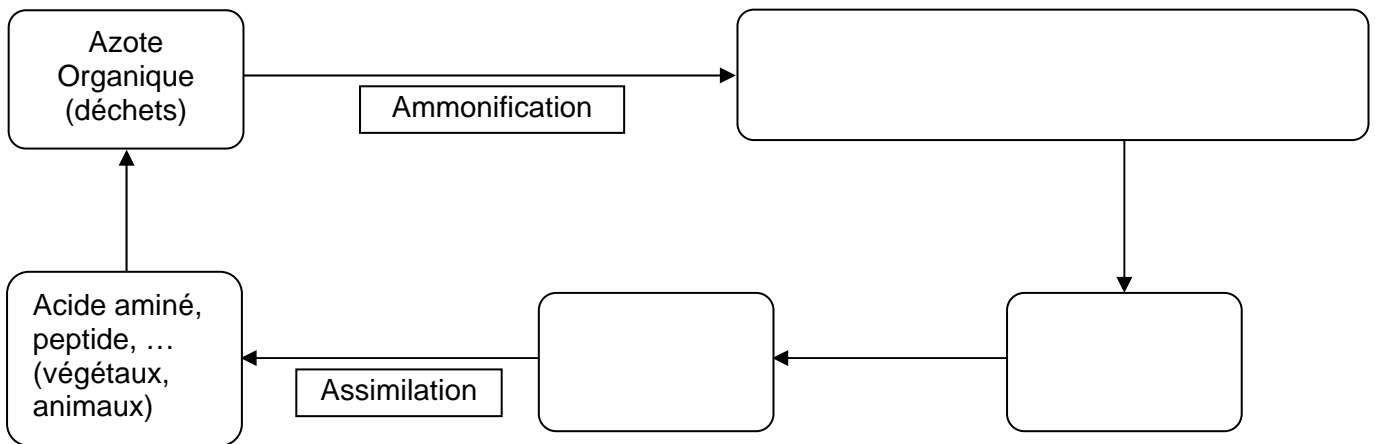 Azote
Organique
(déchets)
Ammonification
Acide aminé,
peptide, …
(végétaux,
animaux)
Assimilation